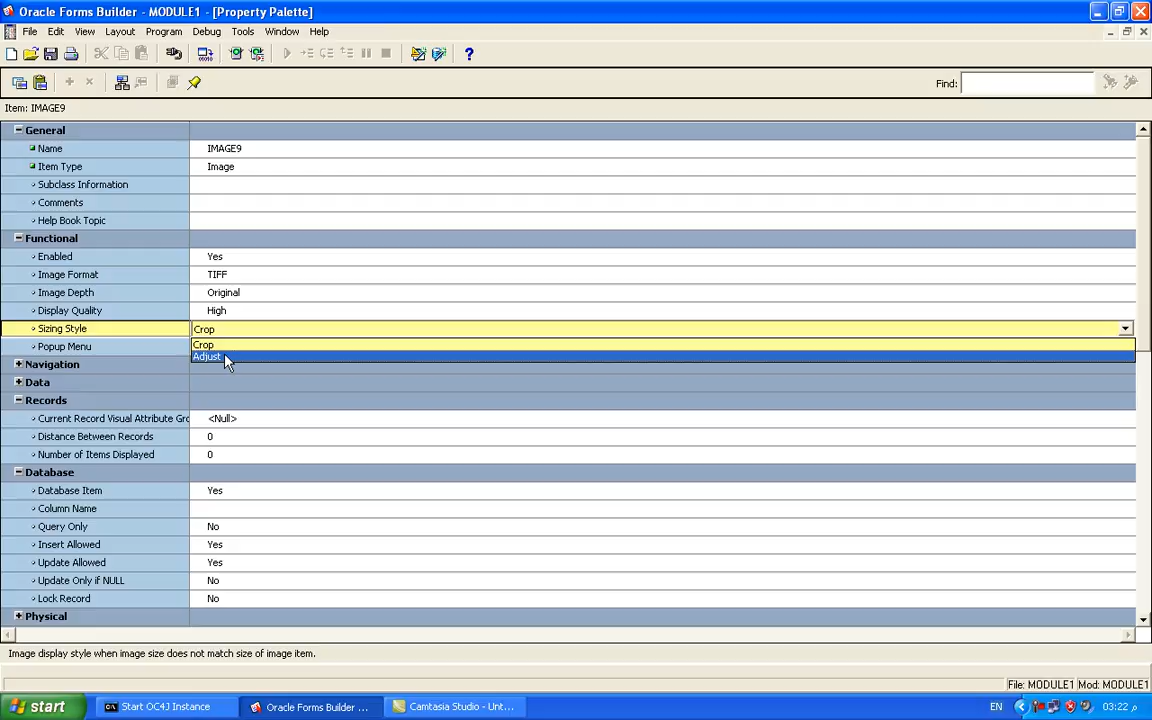 Oracle Forms Builder - MODULE1 - [Property Palette]
File Edit View Layout Program Debug Tools Window Help
Find:
Item: IMAGE9
General
Name IMAGE9
Item Type Image
Subclass Information
Comments
Help Book Topic
Functional
Enabled Yes
Image Format TIFF
Image Depth Original
Display Quality High
Sizing Style Crop
Crop
Popup Menu
Adjust
Navigation
Data
Records
Current Record Visual Attribute Gro <Null>
Distance Between Records 0
Number of Items Displayed 0
Database
Database Item Yes
Column Name
Query Only No
Insert Allowed Yes
Update Allowed Yes
Update Only if NULL No
Lock Record No
Physical
Image display style when image size does not match size of image item.
File: MODULE1 Mod: MODULE1
start Start OC4J Instance Oracle Forms Builder ... Camtasia Studio - Unt... EN 03:22 م